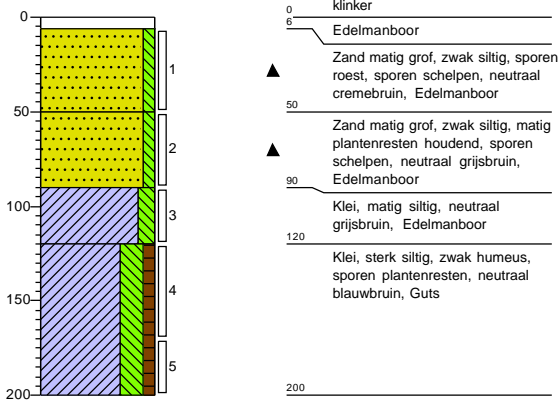 0
50
100
150
200
1
2
3
4
5
0
klinker
6
Edelmanboor
Zand matig grof, zwak siltig, sporen
roest, sporen schelpen, neutraal
cremebruin, Edelmanboor
50
Zand matig grof, zwak siltig, matig
plantenresten houdend, sporen
schelpen, neutraal grijsbruin,
Edelmanboor
90
Klei, matig siltig, neutraal
grijsbruin, Edelmanboor
120
Klei, sterk siltig, zwak humeus,
sporen plantenresten, neutraal
blauwbruin, Guts
200